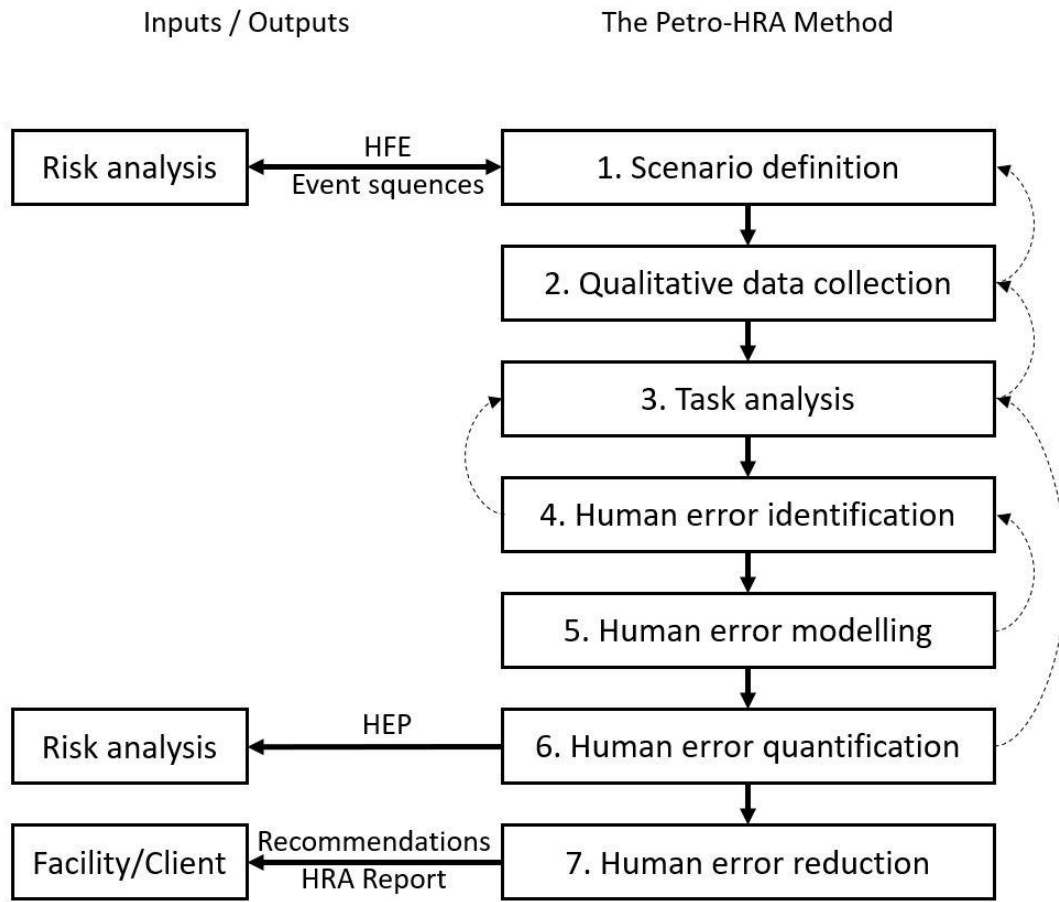 Inputs / Outputs
The Petro-HRA Method
Risk analysis
HFE
Event squences
1. Scenario definition
2. Qualitative data collection
3. Task analysis
4. Human error identification
5. Human error modelling
Risk analysis
HEP
6. Human error quantification
Facility/Client
Recommendations
HRA Report
7. Human error reduction